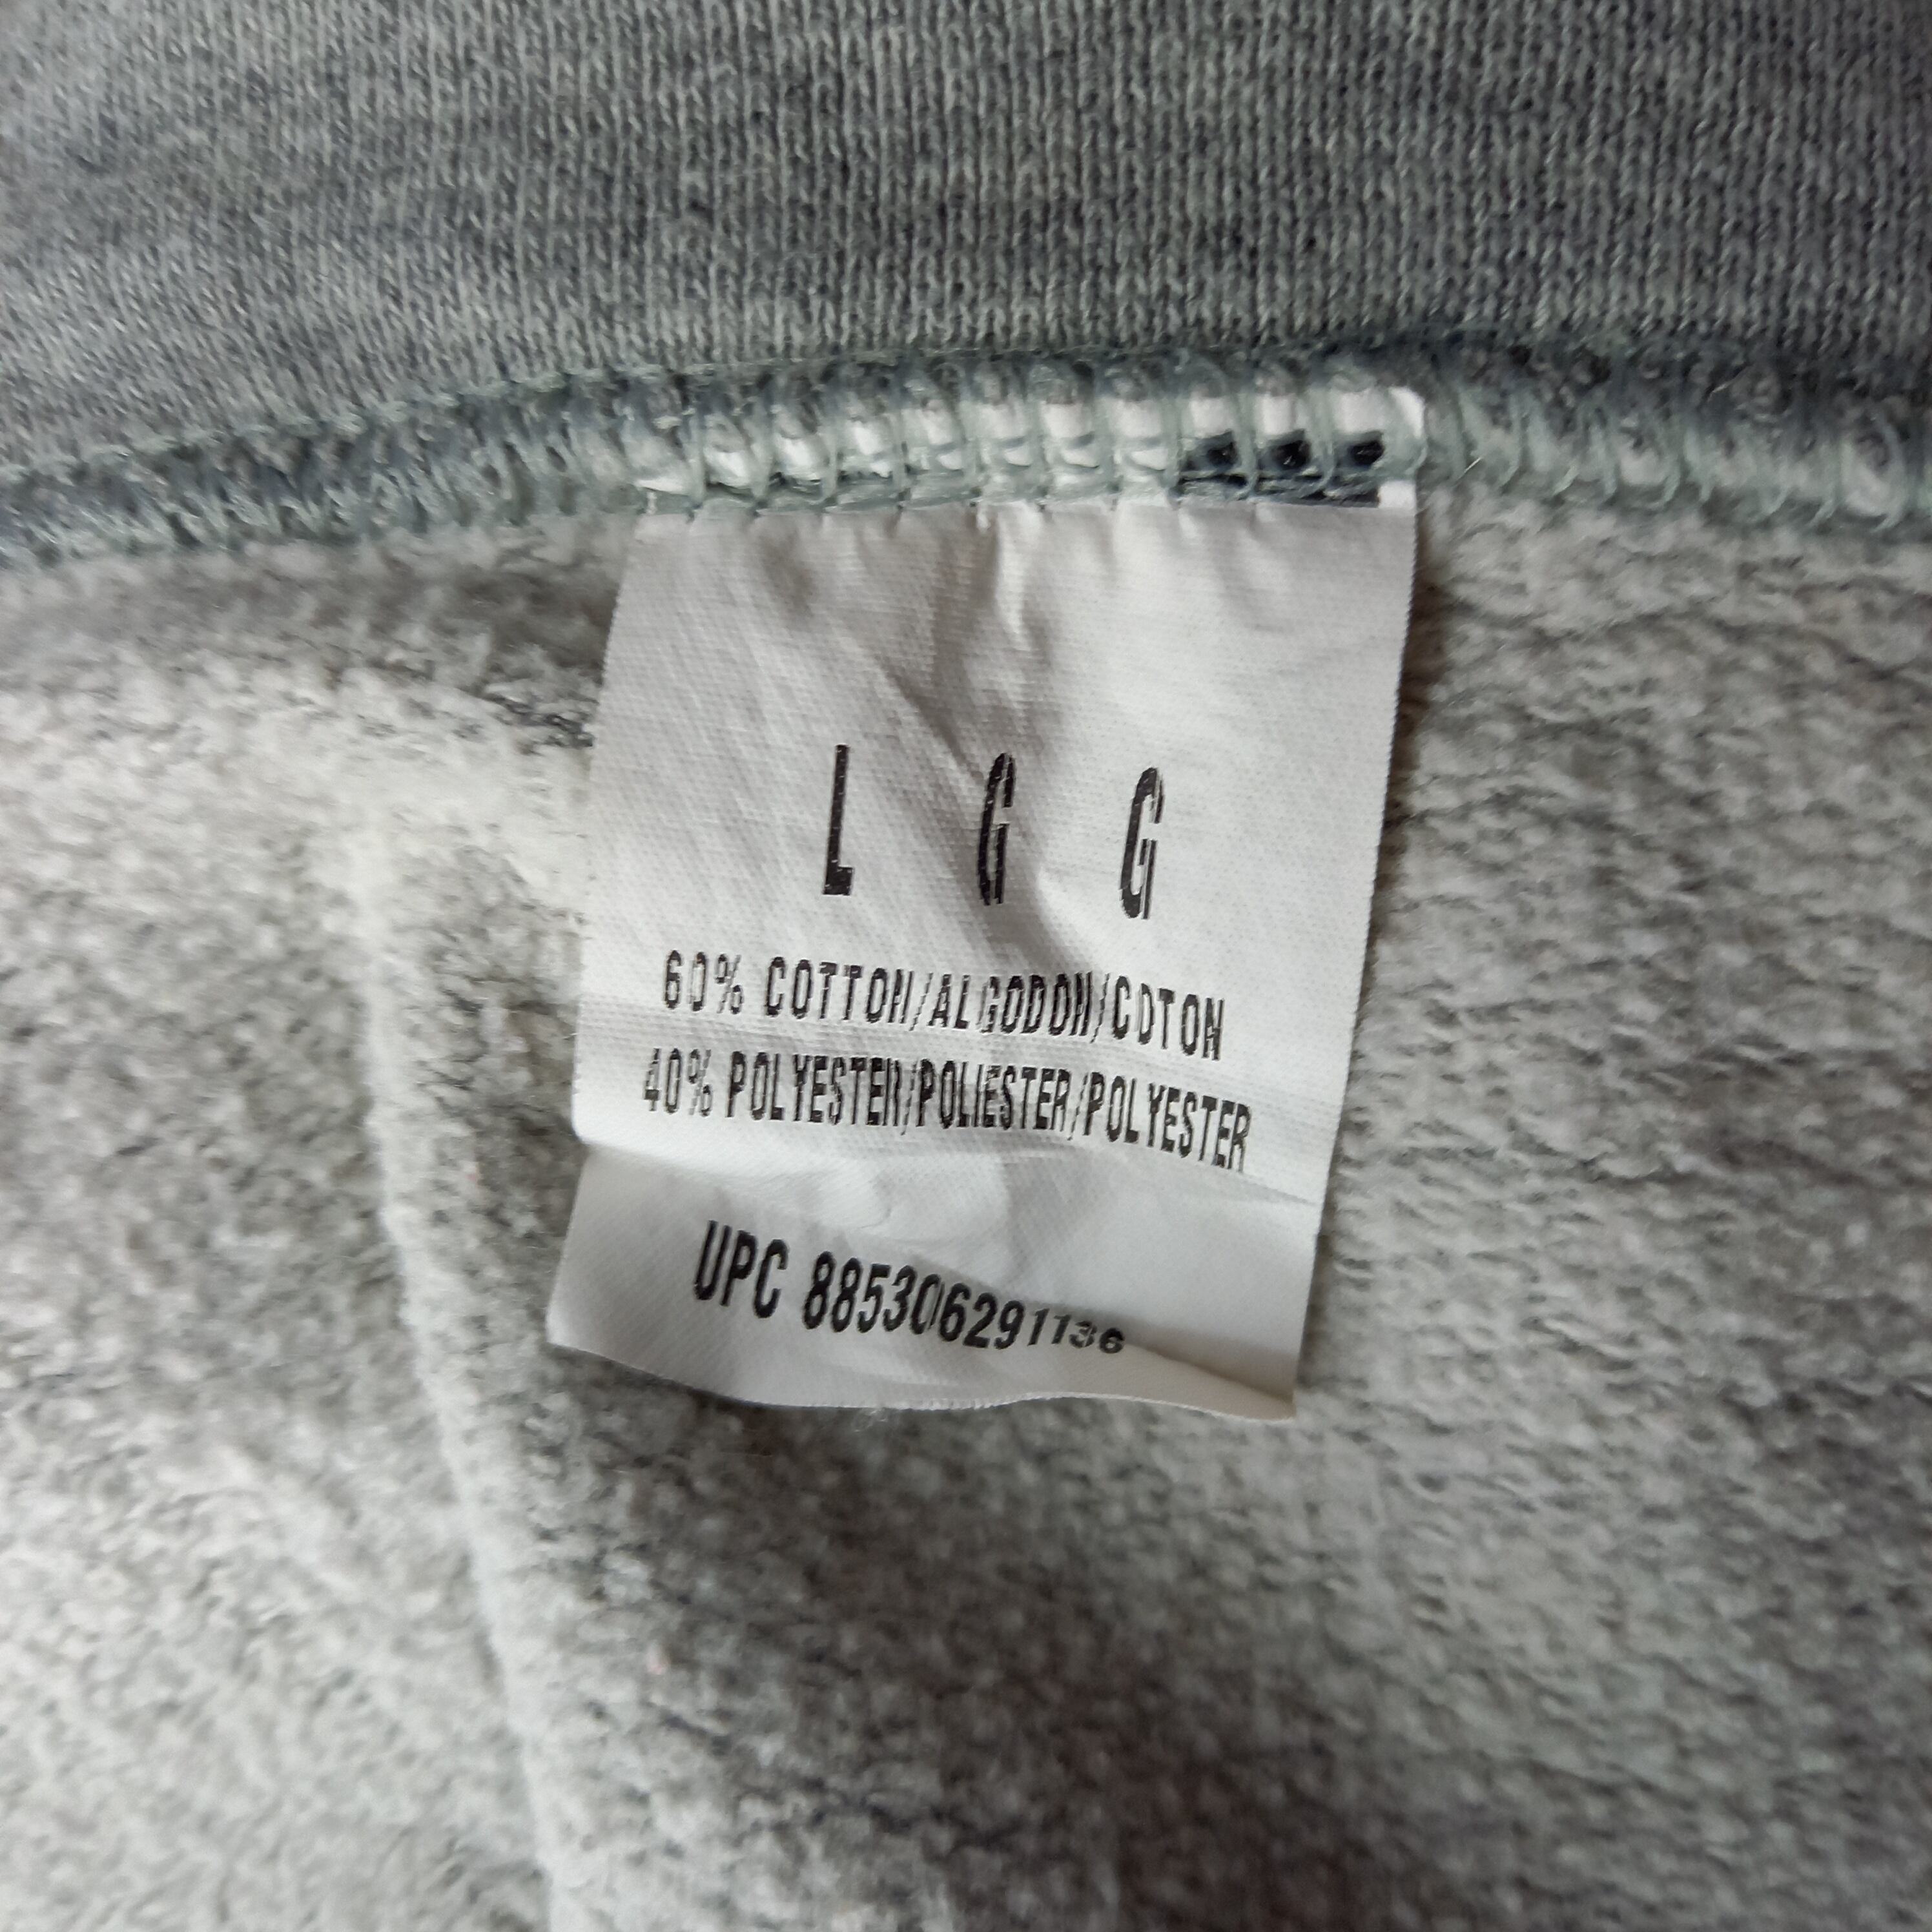 L G G
60% COTTON/ALGODON/COTON
40% POLYESTER/POLIESTER/POLYESTER
UPC 885306291136